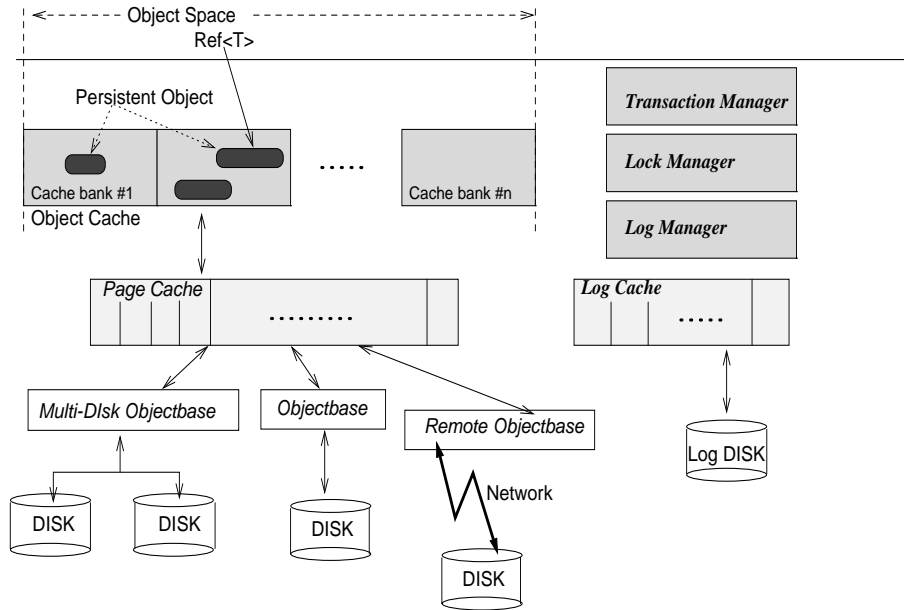 Object Space
Ref<T>
Persistent Object
Transaction Manager
.....
Lock Manager
Cache bank #1
Cache bank #n
Object Cache
Log Manager
Page Cache
Log Cache
.........
.....
Multi-DIsk Objectbase
Objectbase
Remote Objectbase
Log DISK
Network
DISK
DISK
DISK
DISK